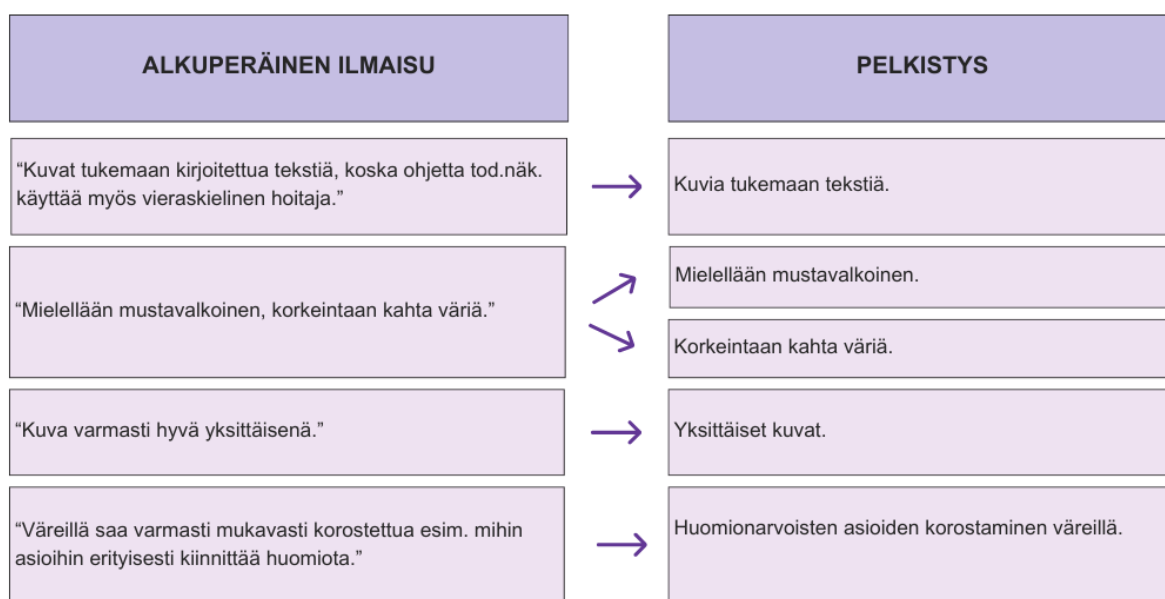 ALKUPERÄINEN ILMAISU
PELKISTYS
“Kuvat tukemaan kirjoitettua tekstiä, koska ohjetta tod.näk.
käyttää myös vieraskielinen hoitaja.”
Kuvia tukemaan tekstiä.
“Mielellään mustavalkoinen, korkeintaan kahta väriä.”
Mielellään mustavalkoinen.
Korkeintaan kahta väriä.
“Kuva varmasti hyvä yksittäisenä.”
Yksittäiset kuvat.
“Väreillä saa varmasti mukavasti korostettua esim. mihin
asioihin erityisesti kiinnittää huomiota.”
Huomionarvoisten asioiden korostaminen väreillä.